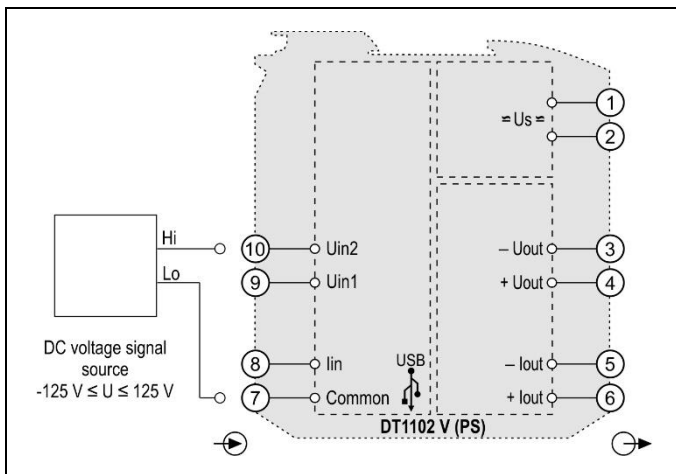 1
≂ Us ≂
2
Hi
10
Uin2
– Uout
3
Lo
9
Uin1
+ Uout
4
DC voltage signal
source
-125 V ≤ U ≤ 125 V
8
Iin
USB
– Iout
5
7
Common
+ Iout
6
DT1102 V (PS)